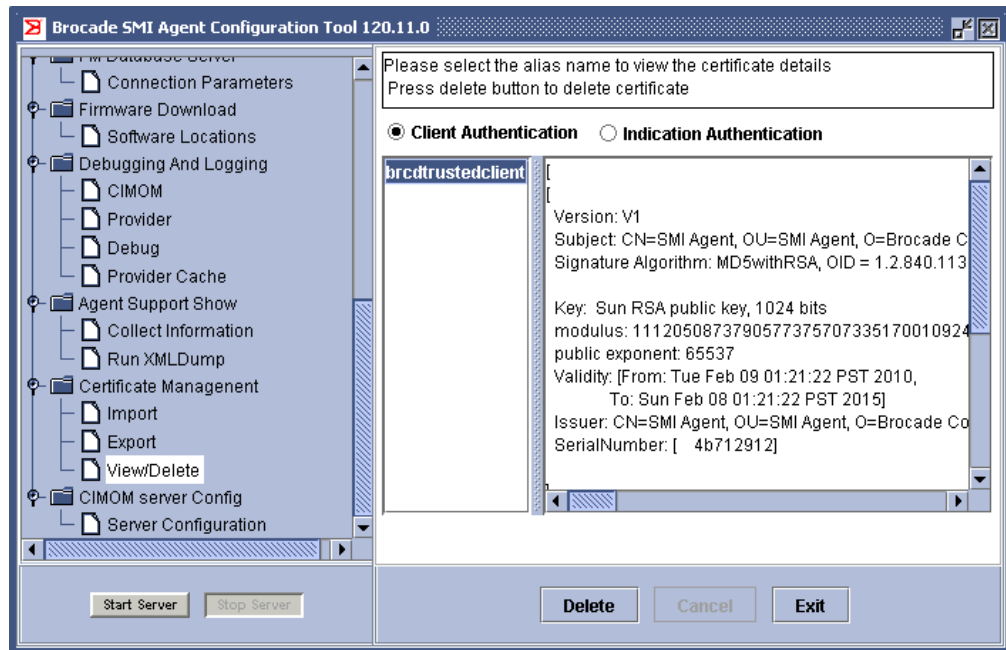 Brocade SMI Agent Configuration Tool 120.11.0
FM Database Server
Connection Parameters
Firmware Download
Software Locations
Debugging And Logging
CIMOM
Provider
Debug
Provider Cache
Agent Support Show
Collect Information
Run XMLDump
Certificate Managenent
Import
Export
View/Delete
CIMOM server Config
Server Configuration
Start Server
Stop Server
Please select the alias name to view the certificate details
Press delete button to delete certificate
Client Authentication
Indication Authentication
brcdtrustedclient
[
[
Version: V1
Subject: CN=SMI Agent, OU=SMI Agent, O=Brocade C
Signature Algorithm: MD5withRSA, OID = 1.2.840.113
Key: Sun RSA public key, 1024 bits
modulus: 1112050873790577375707335170010924
public exponent: 65537
Validity: [From: Tue Feb 09 01:21:22 PST 2010,
To: Sun Feb 08 01:21:22 PST 2015]
Issuer: CN=SMI Agent, OU=SMI Agent, O=Brocade Co
SerialNumber: [ 4b712912]
Delete
Cancel
Exit